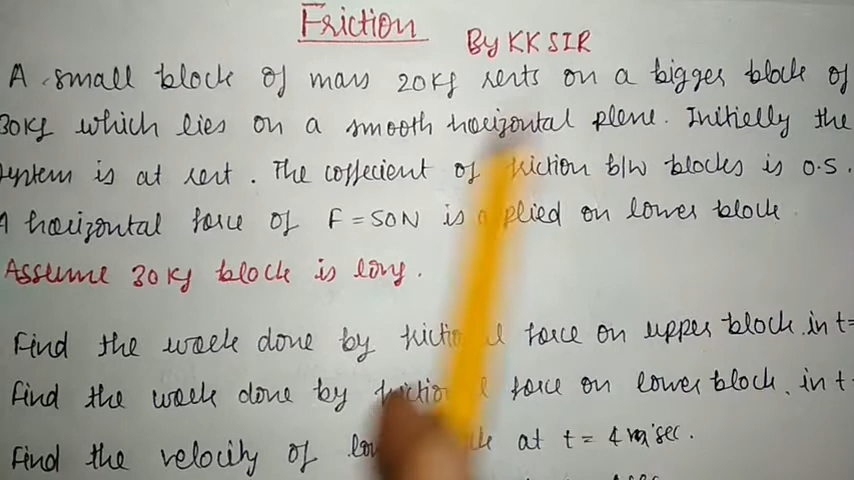 Friction
By KK SIR
A small block of mass 20Kg rests on a bigger block of
30Kg which lies on a smooth horizontal plane. Initially the
system is at rest. The coffecient of friction b/w blocks is 0.5.
A horizontal force of F = 50N is applied on lower block
Assume 30Kg block is long.
Find the work done by frictional force on upper block in t=
Find the work done by frictional force on lower block. in t
Find the velocity of at t = 4 sec.